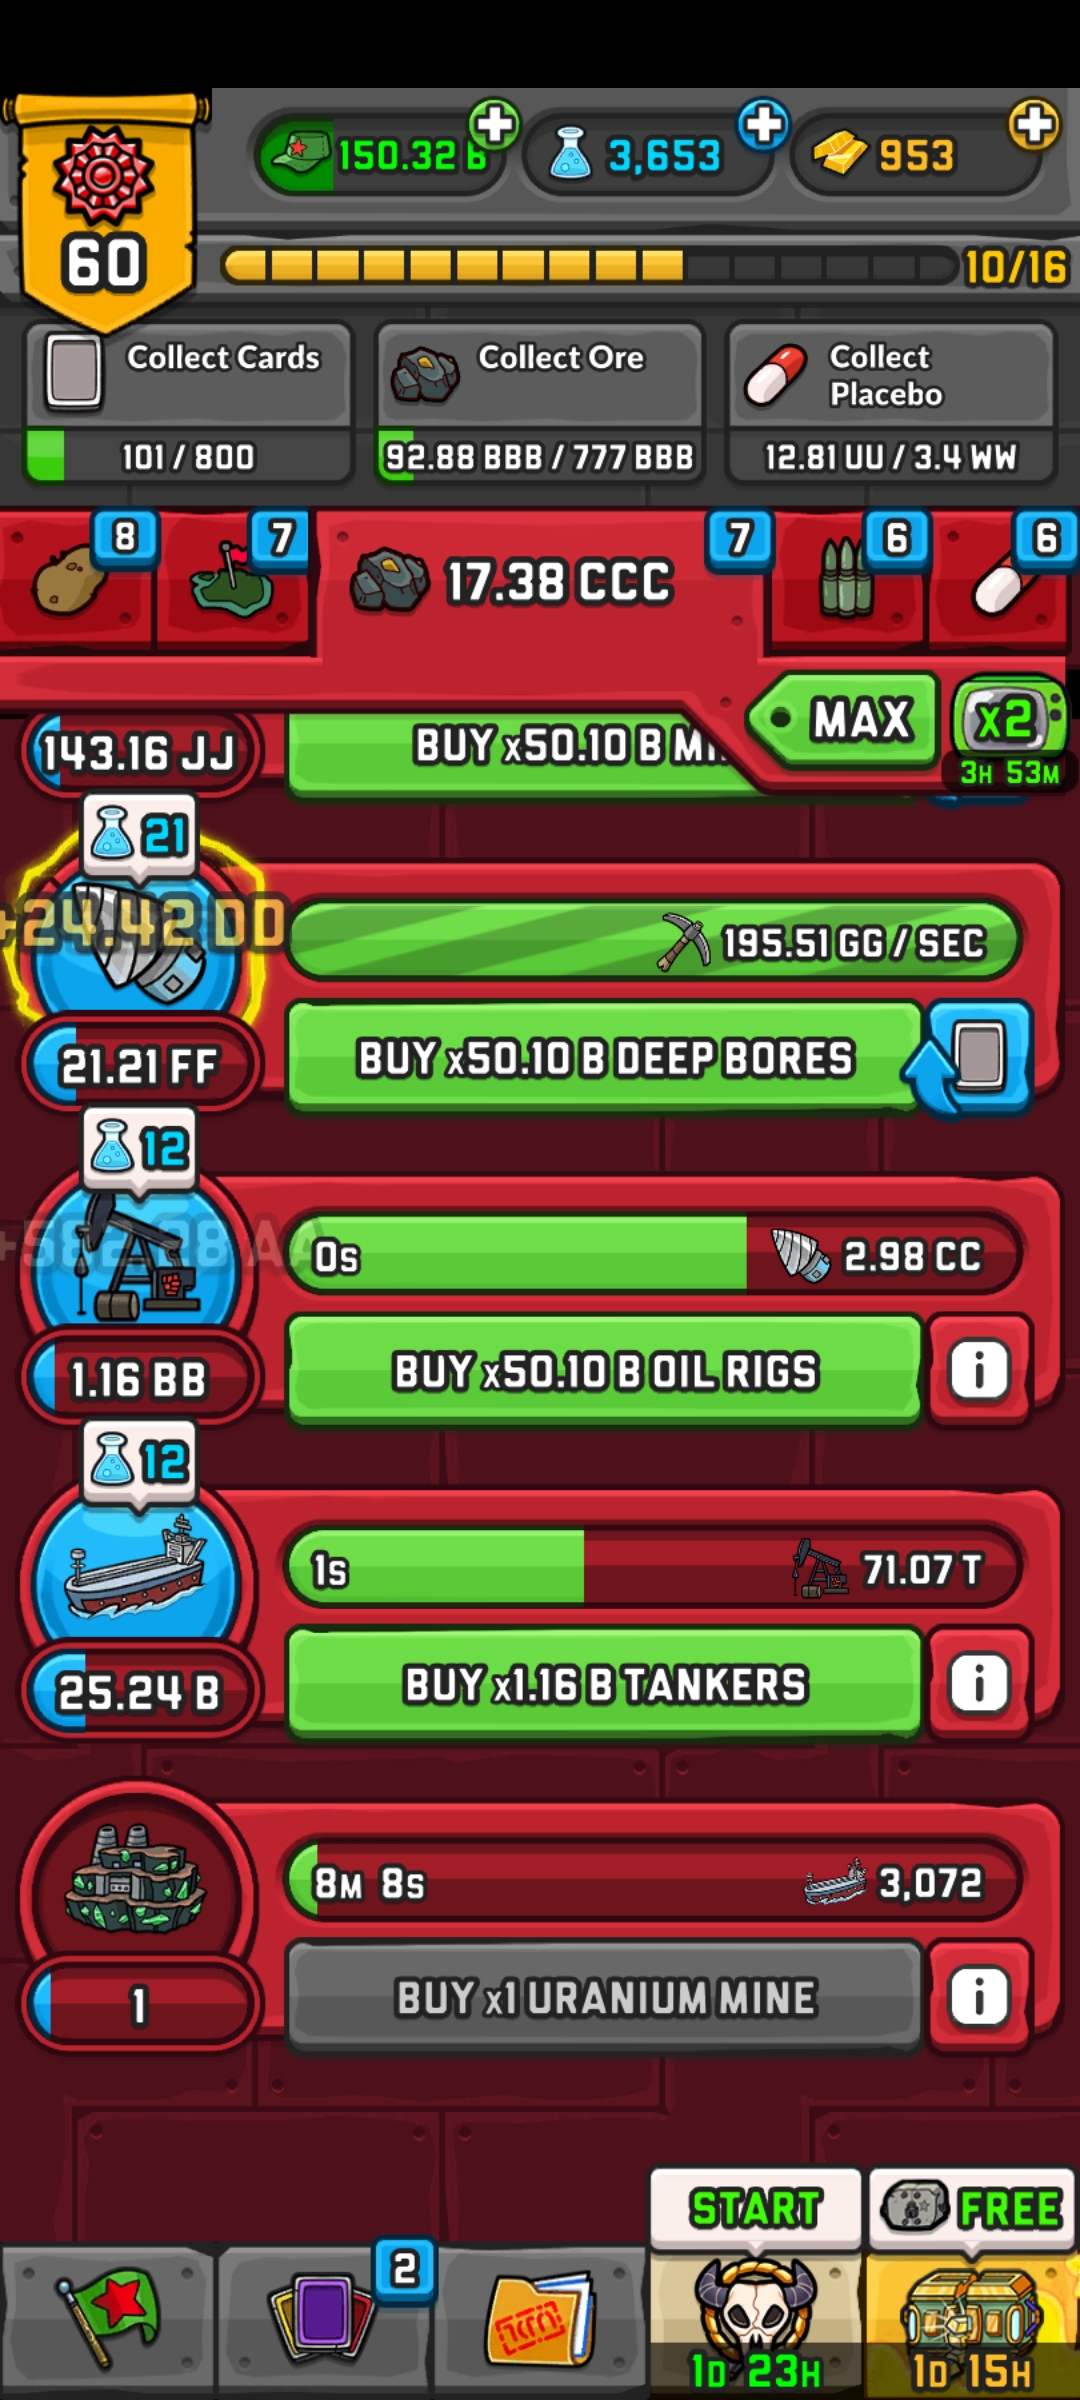 60
150.32 B
3,653
953
10/16
Collect Cards
101 / 800
Collect Ore
92.88 BBB / 777 BBB
Collect
Placebo
12.81 UU / 3.4 WW
8
7
17.38 CCC
7
6
6
MAX
x2
3H 53M
143.16 JJ
BUY x50.10 B
21
+24.42 DD
195.51 GG / SEC
21.21 FF
BUY x50.10 B DEEP BORES
12
+582.28 AA
0s
2.98 CC
1.16 BB
BUY x50.10 B OIL RIGS
12
1s
71.07 T
25.24 B
BUY x1.16 B TANKERS
8M 8s
3,072
1
BUY x1 URANIUM MINE
START
FREE
2
1D 23H
1D 15H